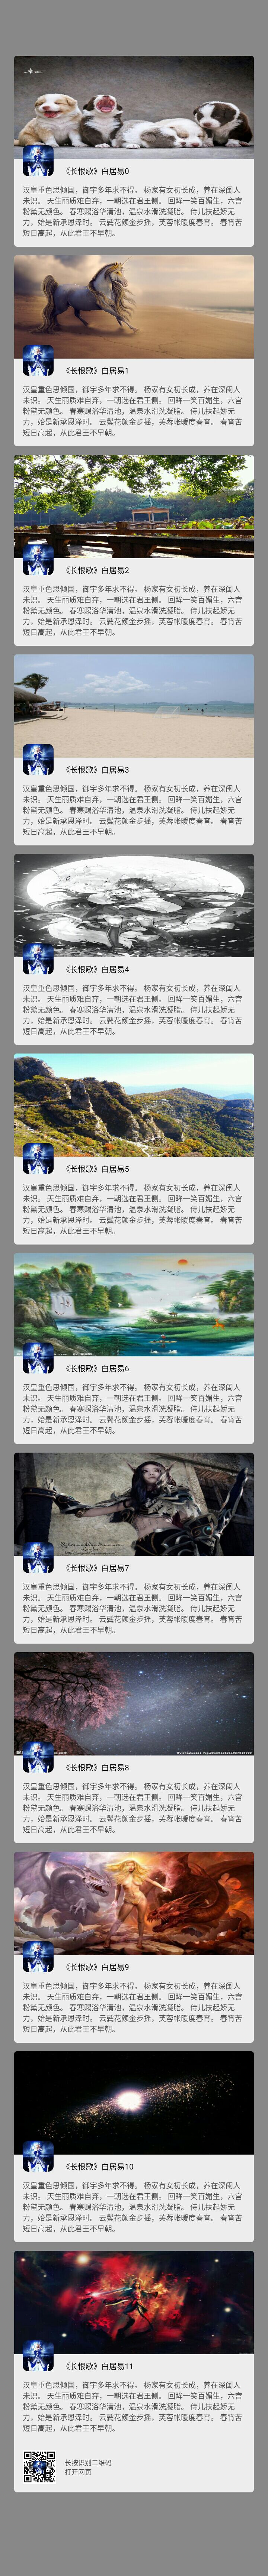 《长恨歌》白居易0
汉皇重色思倾国，御宇多年求不得。 杨家有女初长成，养在深闺人
未识。 天生丽质难自弃，一朝选在君王侧。 回眸一笑百媚生，六宫
粉黛无颜色。 春寒赐浴华清池，温泉水滑洗凝脂。 侍儿扶起娇无
力，始是新承恩泽时。 云鬓花颜金步摇，芙蓉帐暖度春宵。 春宵苦
短日高起，从此君王不早朝。
《长恨歌》白居易1
汉皇重色思倾国，御宇多年求不得。 杨家有女初长成，养在深闺人
未识。 天生丽质难自弃，一朝选在君王侧。 回眸一笑百媚生，六宫
粉黛无颜色。 春寒赐浴华清池，温泉水滑洗凝脂。 侍儿扶起娇无
力，始是新承恩泽时。 云鬓花颜金步摇，芙蓉帐暖度春宵。 春宵苦
短日高起，从此君王不早朝。
《长恨歌》白居易2
汉皇重色思倾国，御宇多年求不得。 杨家有女初长成，养在深闺人
未识。 天生丽质难自弃，一朝选在君王侧。 回眸一笑百媚生，六宫
粉黛无颜色。 春寒赐浴华清池，温泉水滑洗凝脂。 侍儿扶起娇无
力，始是新承恩泽时。 云鬓花颜金步摇，芙蓉帐暖度春宵。 春宵苦
短日高起，从此君王不早朝。
《长恨歌》白居易3
汉皇重色思倾国，御宇多年求不得。 杨家有女初长成，养在深闺人
未识。 天生丽质难自弃，一朝选在君王侧。 回眸一笑百媚生，六宫
粉黛无颜色。 春寒赐浴华清池，温泉水滑洗凝脂。 侍儿扶起娇无
力，始是新承恩泽时。 云鬓花颜金步摇，芙蓉帐暖度春宵。 春宵苦
短日高起，从此君王不早朝。
《长恨歌》白居易4
汉皇重色思倾国，御宇多年求不得。 杨家有女初长成，养在深闺人
未识。 天生丽质难自弃，一朝选在君王侧。 回眸一笑百媚生，六宫
粉黛无颜色。 春寒赐浴华清池，温泉水滑洗凝脂。 侍儿扶起娇无
力，始是新承恩泽时。 云鬓花颜金步摇，芙蓉帐暖度春宵。 春宵苦
短日高起，从此君王不早朝。
《长恨歌》白居易5
汉皇重色思倾国，御宇多年求不得。 杨家有女初长成，养在深闺人
未识。 天生丽质难自弃，一朝选在君王侧。 回眸一笑百媚生，六宫
粉黛无颜色。 春寒赐浴华清池，温泉水滑洗凝脂。 侍儿扶起娇无
力，始是新承恩泽时。 云鬓花颜金步摇，芙蓉帐暖度春宵。 春宵苦
短日高起，从此君王不早朝。
《长恨歌》白居易6
汉皇重色思倾国，御宇多年求不得。 杨家有女初长成，养在深闺人
未识。 天生丽质难自弃，一朝选在君王侧。 回眸一笑百媚生，六宫
粉黛无颜色。 春寒赐浴华清池，温泉水滑洗凝脂。 侍儿扶起娇无
力，始是新承恩泽时。 云鬓花颜金步摇，芙蓉帐暖度春宵。 春宵苦
短日高起，从此君王不早朝。
《长恨歌》白居易7
汉皇重色思倾国，御宇多年求不得。 杨家有女初长成，养在深闺人
未识。 天生丽质难自弃，一朝选在君王侧。 回眸一笑百媚生，六宫
粉黛无颜色。 春寒赐浴华清池，温泉水滑洗凝脂。 侍儿扶起娇无
力，始是新承恩泽时。 云鬓花颜金步摇，芙蓉帐暖度春宵。 春宵苦
短日高起，从此君王不早朝。
《长恨歌》白居易8
汉皇重色思倾国，御宇多年求不得。 杨家有女初长成，养在深闺人
未识。 天生丽质难自弃，一朝选在君王侧。 回眸一笑百媚生，六宫
粉黛无颜色。 春寒赐浴华清池，温泉水滑洗凝脂。 侍儿扶起娇无
力，始是新承恩泽时。 云鬓花颜金步摇，芙蓉帐暖度春宵。 春宵苦
短日高起，从此君王不早朝。
《长恨歌》白居易9
汉皇重色思倾国，御宇多年求不得。 杨家有女初长成，养在深闺人
未识。 天生丽质难自弃，一朝选在君王侧。 回眸一笑百媚生，六宫
粉黛无颜色。 春寒赐浴华清池，温泉水滑洗凝脂。 侍儿扶起娇无
力，始是新承恩泽时。 云鬓花颜金步摇，芙蓉帐暖度春宵。 春宵苦
短日高起，从此君王不早朝。
《长恨歌》白居易10
汉皇重色思倾国，御宇多年求不得。 杨家有女初长成，养在深闺人
未识。 天生丽质难自弃，一朝选在君王侧。 回眸一笑百媚生，六宫
粉黛无颜色。 春寒赐浴华清池，温泉水滑洗凝脂。 侍儿扶起娇无
力，始是新承恩泽时。 云鬓花颜金步摇，芙蓉帐暖度春宵。 春宵苦
短日高起，从此君王不早朝。
《长恨歌》白居易11
汉皇重色思倾国，御宇多年求不得。 杨家有女初长成，养在深闺人
未识。 天生丽质难自弃，一朝选在君王侧。 回眸一笑百媚生，六宫
粉黛无颜色。 春寒赐浴华清池，温泉水滑洗凝脂。 侍儿扶起娇无
力，始是新承恩泽时。 云鬓花颜金步摇，芙蓉帐暖度春宵。 春宵苦
短日高起，从此君王不早朝。
长按识别二维码
打开网页